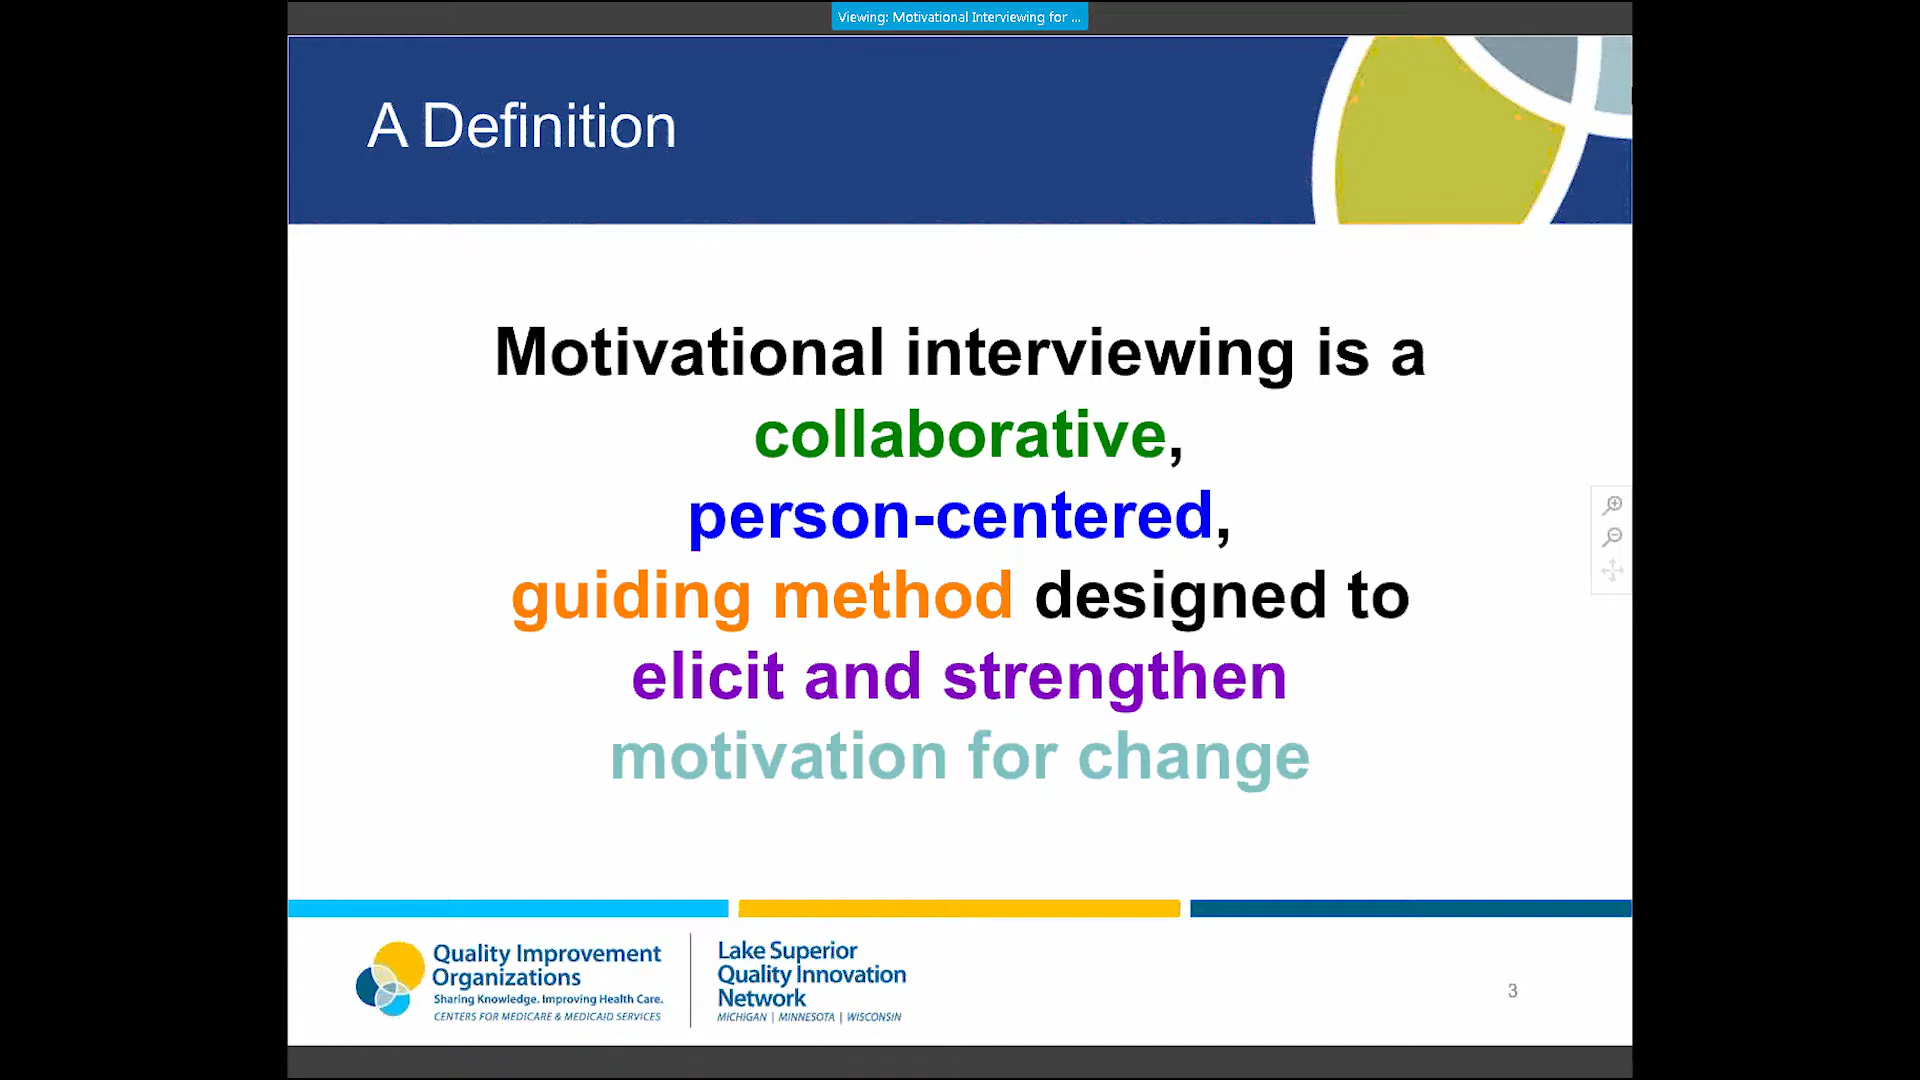 Viewing: Motivational Interviewing for ...
A Definition
Motivational interviewing is a
collaborative,
person-centered,
guiding method designed to
elicit and strengthen
motivation for change
Quality Improvement
Organizations
Sharing Knowledge. Improving Health Care.
CENTERS FOR MEDICARE & MEDICAID SERVICES
Lake Superior
Quality Innovation
Network
MICHIGAN | MINNESOTA | WISCONSIN
3